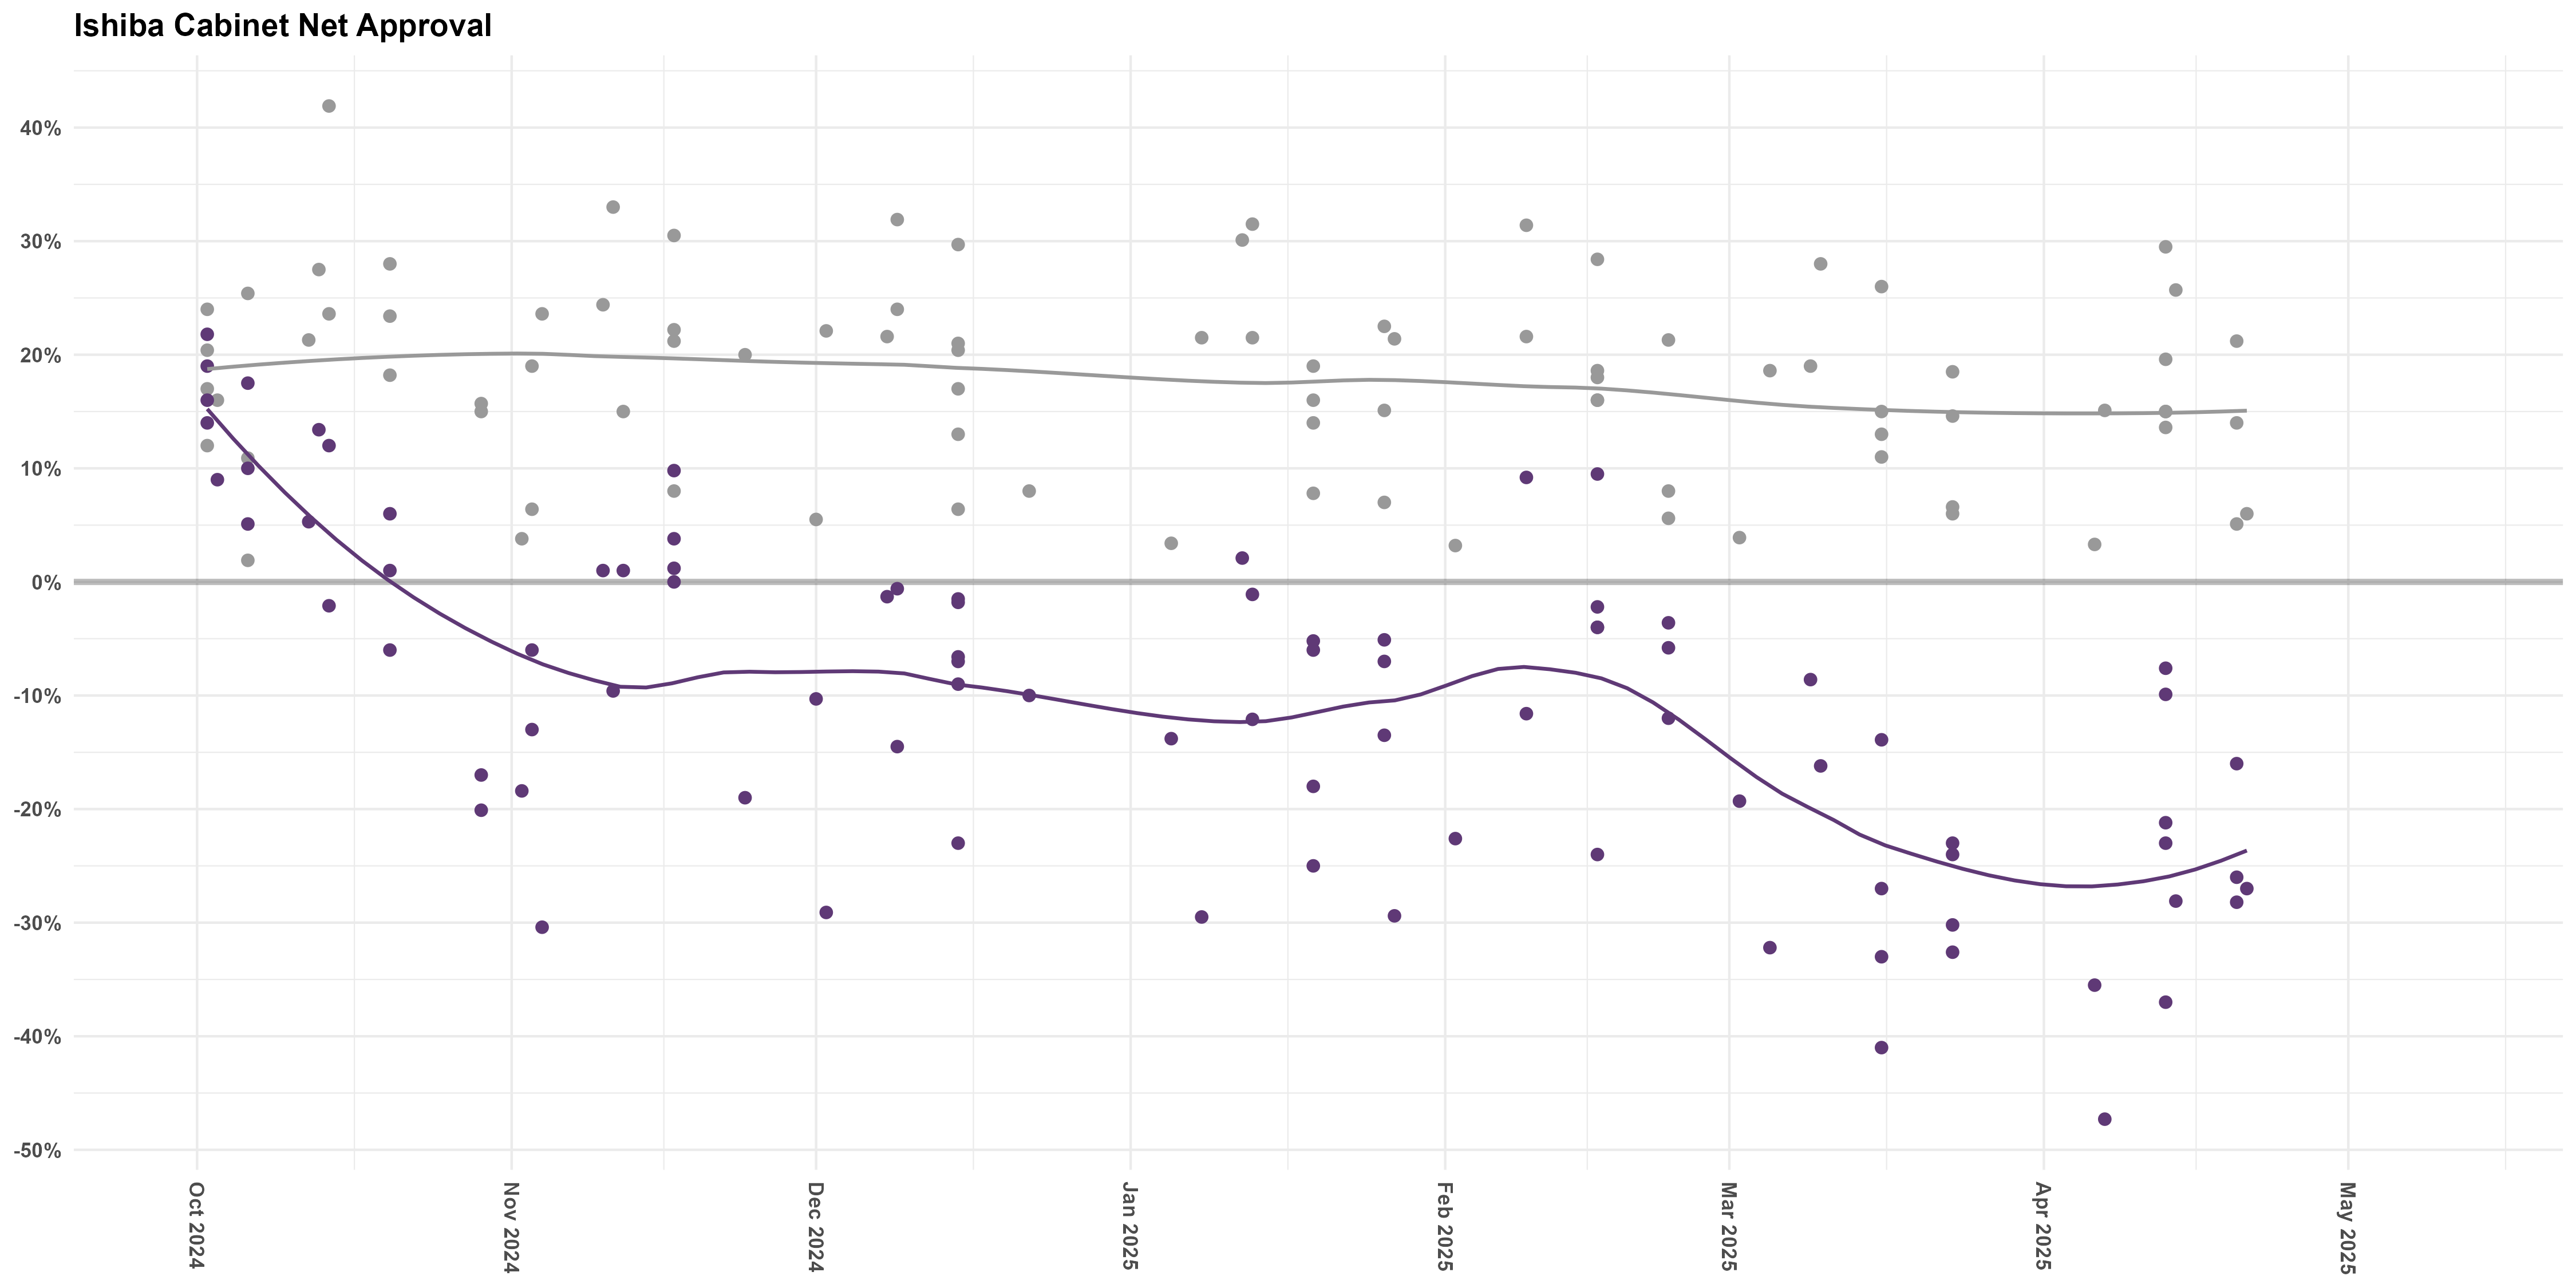 Ishiba Cabinet Net Approval
40%
30%
20%
10%
0%
-10%
-20%
-30%
-40%
-50%
Oct 2024
Nov 2024
Dec 2024
Jan 2025
Feb 2025
Mar 2025
Apr 2025
May 2025